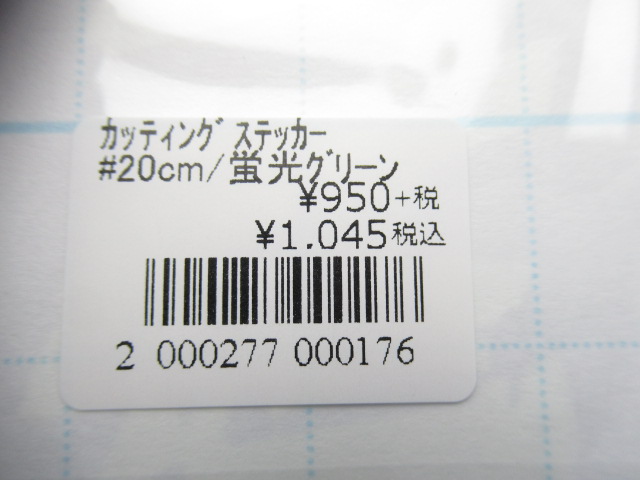 ｶｯﾃｨﾝｸﾞｽﾃｯｶｰ
#20cm/蛍光ｸﾞﾘｰﾝ
¥950+税
¥1,045税込
2 000277 000176